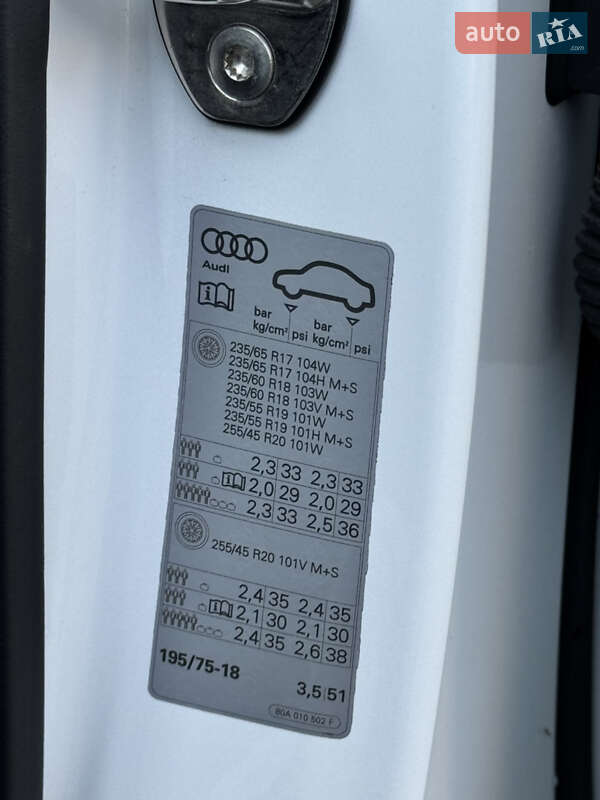 auto RIA.com
Audi
i
bar bar
kg/cm² psi kg/cm² psi
235/65 R17 104W
235/65 R17 104H M+S
235/60 R18 103W
235/60 R18 103V M+S
235/55 R19 101W
235/55 R19 101H M+S
255/45 R20 101W
2,3 33 2,3 33
i 2,0 29 2,0 29
2,3 33 2,5 36
255/45 R20 101V M+S
2,4 35 2,4 35
i 2,1 30 2,1 30
2,4 35 2,6 38
195/75-18
3,5 51
80A 010 502 F